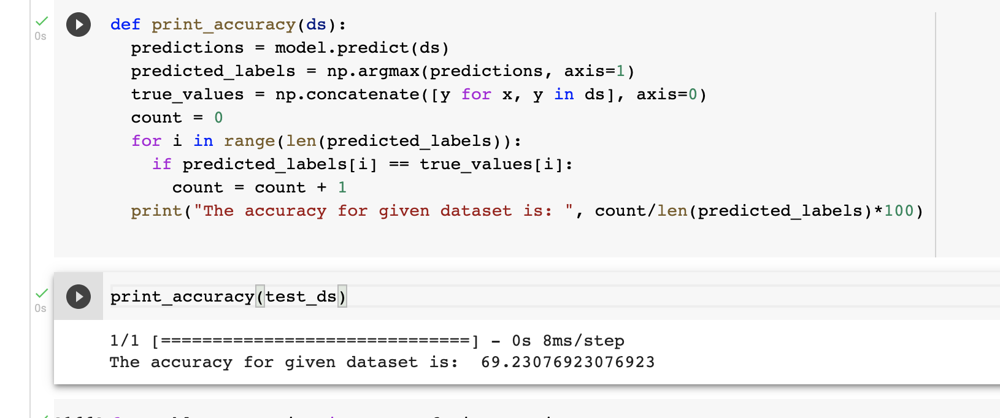 0s
def print_accuracy(ds):
  predictions = model.predict(ds)
  predicted_labels = np.argmax(predictions, axis=1)
  true_values = np.concatenate([y for x, y in ds], axis=0)
  count = 0
  for i in range(len(predicted_labels)):
    if predicted_labels[i] == true_values[i]:
      count = count + 1
  print("The accuracy for given dataset is: ", count/len(predicted_labels)*100)
0s
print_accuracy(test_ds)
1/1 [==============================] - 0s 8ms/step
The accuracy for given dataset is:  69.23076923076923